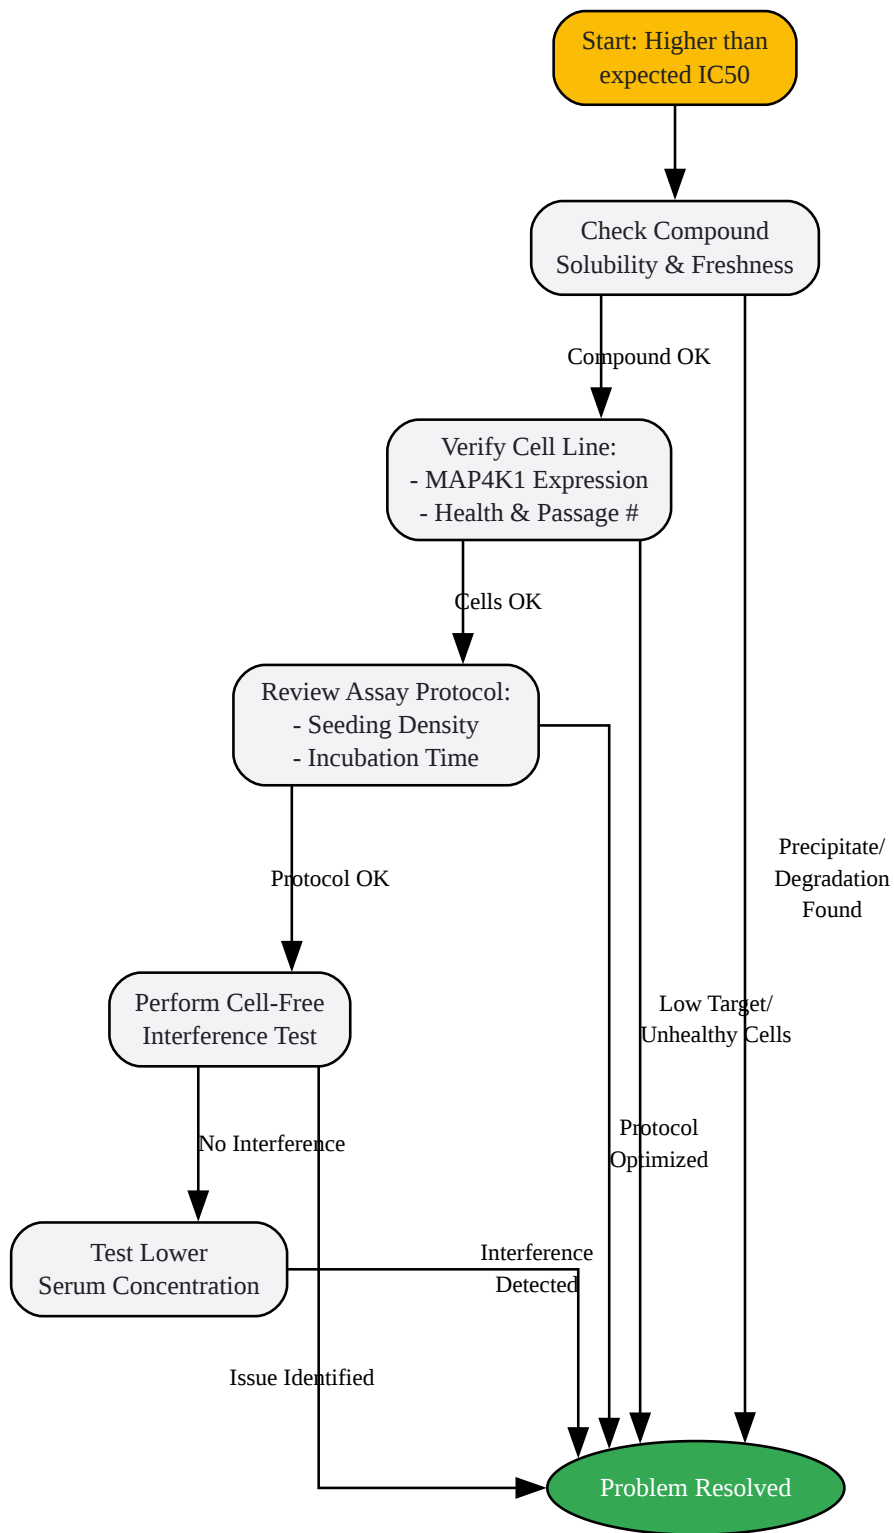 Start: Higher than
expected IC50
Check Compound
Solubility & Freshness
Compound OK
Verify Cell Line:
- MAP4K1 Expression
- Health & Passage #
Cells OK
Review Assay Protocol:
- Seeding Density
- Incubation Time
Precipitate/
Degradation
Found
Protocol OK
Perform Cell-Free
Interference Test
Low Target/
Unhealthy Cells
No Interference
Protocol
Optimized
Test Lower
Serum Concentration
Interference
Detected
Issue Identified
Problem Resolved